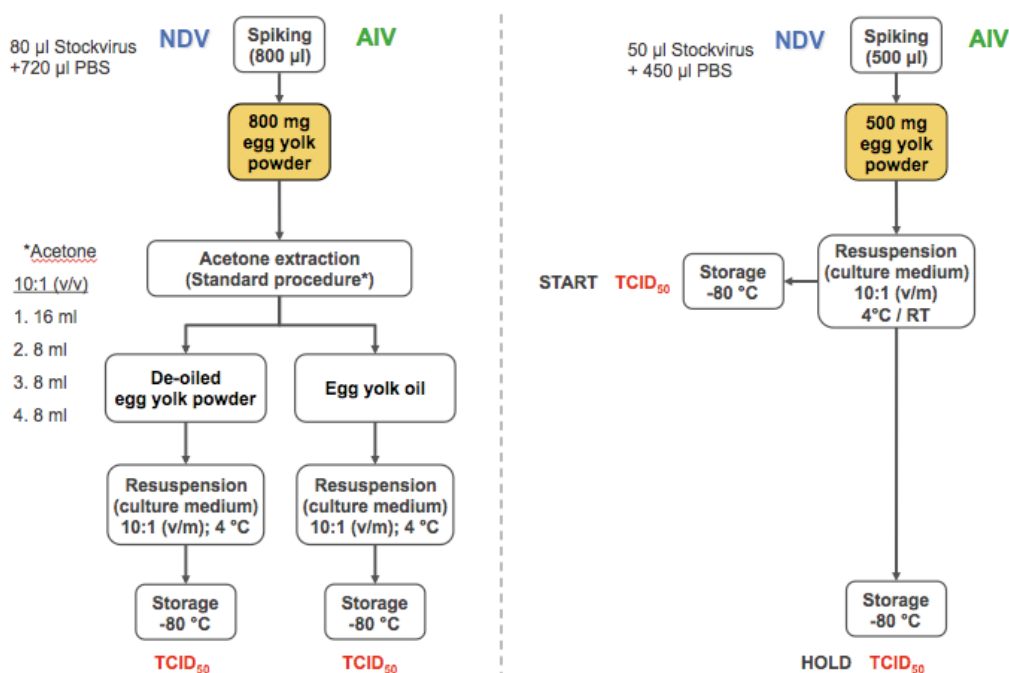 80 µl Stockvirus
+720 µl PBS
NDV
Spiking
(800 µl)
AIV
800 mg
egg yolk
powder
*Acetone
10:1 (v/v)
1. 16 ml
2. 8 ml
3. 8 ml
4. 8 ml
Acetone extraction
(Standard procedure*)
De-oiled
egg yolk powder
Egg yolk oil
Resuspension
(culture medium)
10:1 (v/m); 4 °C
Resuspension
(culture medium)
10:1 (v/m); 4 °C
Storage
-80 °C
Storage
-80 °C
TCID50
TCID50
50 µl Stockvirus
+ 450 µl PBS
NDV
Spiking
(500 µl)
AIV
500 mg
egg yolk
powder
Resuspension
(culture medium)
10:1 (v/m)
4°C / RT
START TCID50
Storage
-80 °C
Storage
-80 °C
HOLD TCID50